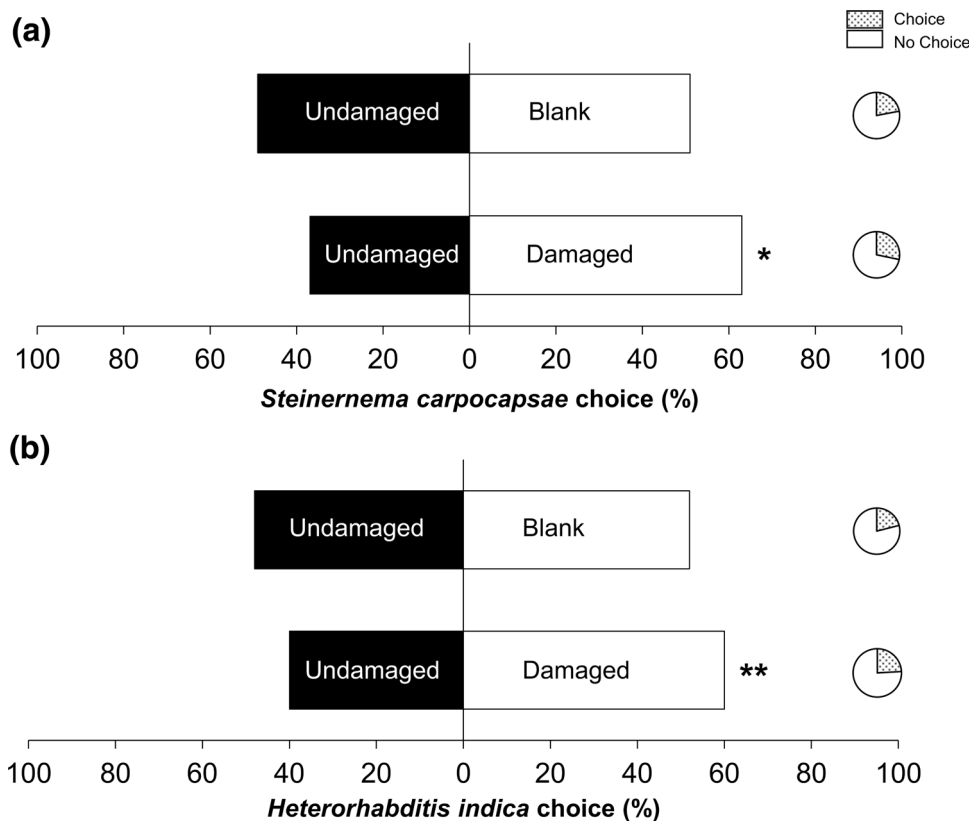 (a)
Choice
No Choice
Undamaged Blank
Undamaged Damaged *
100 80 60 40 20 0 20 40 60 80 100
Steinernema carpocapsae choice (%)
(b)
Undamaged Blank
Undamaged Damaged **
100 80 60 40 20 0 20 40 60 80 100
Heterorhabditis indica choice (%)